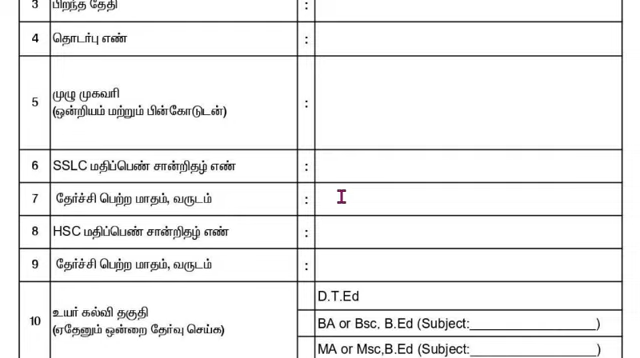 3 பிறந்த தேதி :
4 தொடர்பு எண் :
5 முழு முகவரி
(ஒன்றியம் மற்றும் பின்கோடுடன்) :
6 SSLC மதிப்பெண் சான்றிதழ் எண் :
7 தேர்ச்சி பெற்ற மாதம், வருடம் :
8 HSC மதிப்பெண் சான்றிதழ் எண் :
9 தேர்ச்சி பெற்ற மாதம், வருடம் :
10 உயர் கல்வி தகுதி
(ஏதேனும் ஒன்றை தேர்வு செய்க)
D.T.Ed
BA or Bsc, B.Ed (Subject:_________________)
MA or Msc,B.Ed (Subject:_________________)